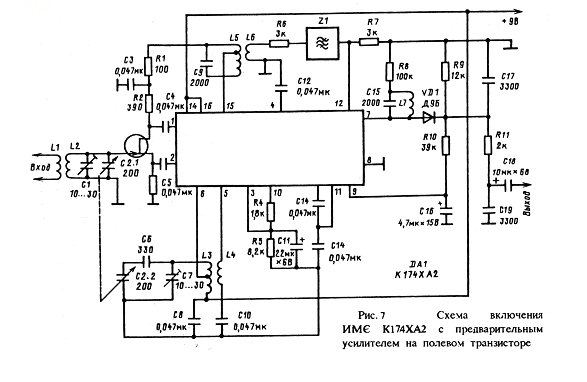 +9В
R6 3к
Z1
R7 3к
L5
L6
C3 0,047мк
R1 100
C9 2000
C12 0,047мк
R8 100к
R9 12к
C17 3300
R2 390
C4 0,047мк
14
16
15
4
12
C15 2000
L7
VD1 Д9Б
1
7
2
8
L1
L2
Вход
C1 10...30
C2.1 200
C5 0,047мк
R10 39к
R11 2к
C18 10мк×6В
Выход
6
5
3
10
11
9
R4 1,8к
C14 0,047мк
C16 4,7мк×15В
C19 3300
C6 330
L3
L4
R5 8,2к
C11 22мк ×6В
C14 0,047мк
C2.2 200
C7 10...30
DA1 К174ХА2
C8 0,047мк
C10 0,047мк
Рис. 7 Схема включения
ИМЄ К174ХА2 с предварительным
усилителем на полевом транзисторе